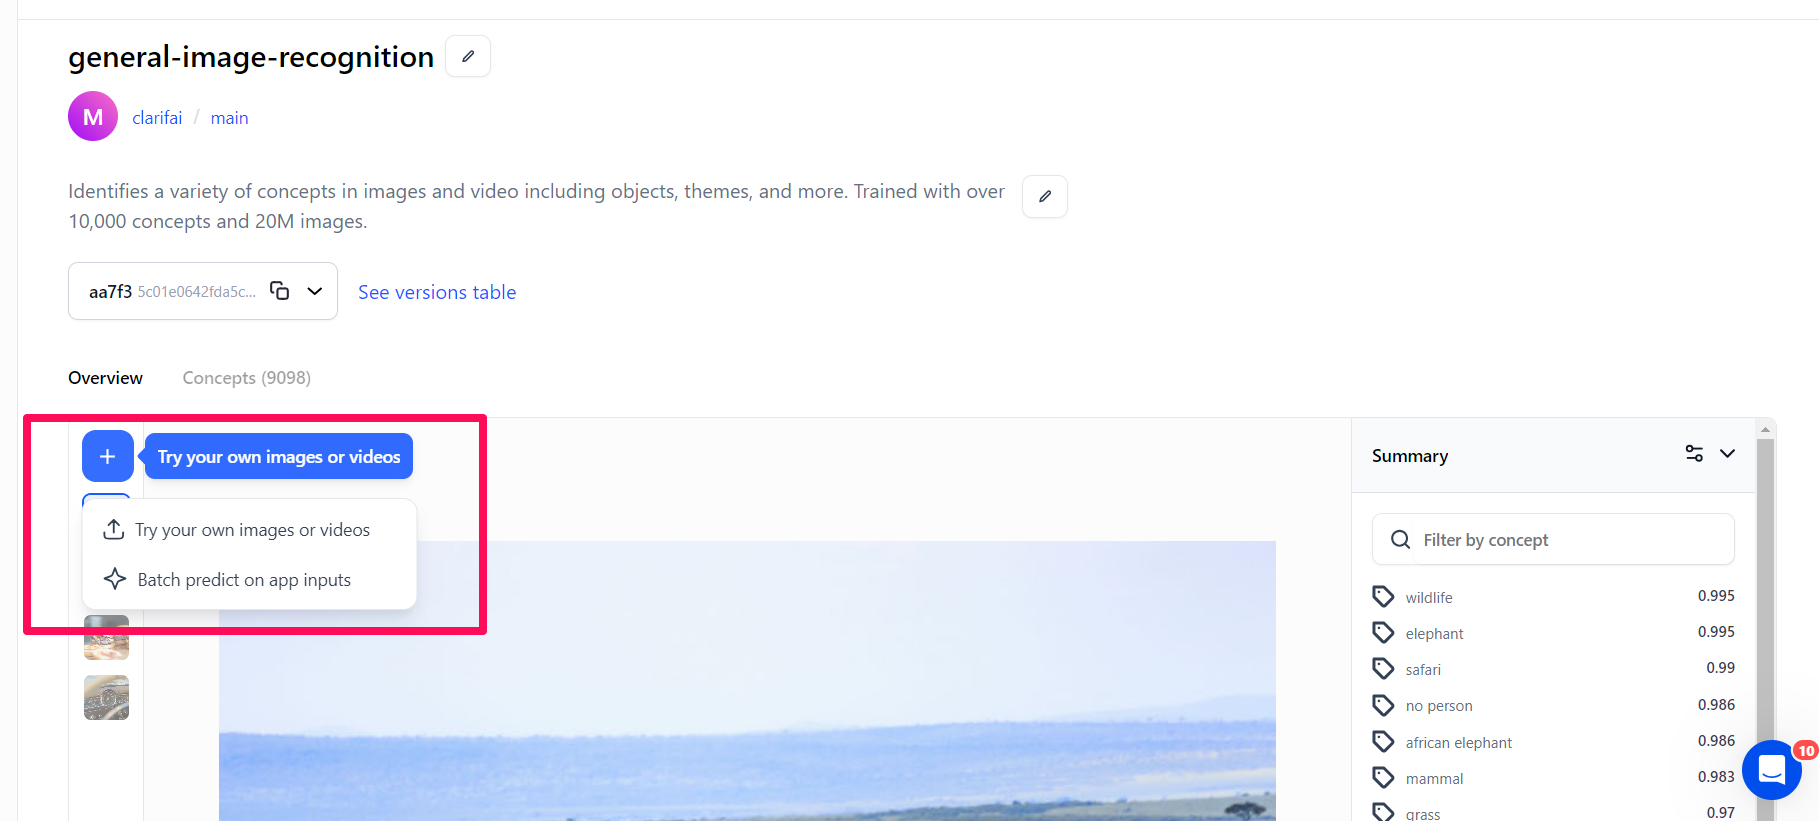 general-image-recognition
M
clarifai / main
Identifies a variety of concepts in images and video including objects, themes, and more. Trained with over
10,000 concepts and 20M images.
aa7f3 5c01e0642fda5c...
See versions table
Overview
Concepts (9098)
+
Try your own images or videos
Try your own images or videos
Batch predict on app inputs
Summary
Filter by concept
wildlife 0.995
elephant 0.995
safari 0.99
no person 0.986
african elephant 0.986
mammal 0.983
grass 0.97
10